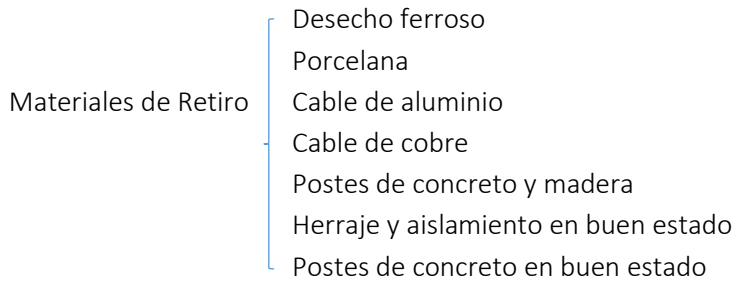 Desecho ferroso
Porcelana
Materiales de Retiro
Cable de aluminio
Cable de cobre
Postes de concreto y madera
Herraje y aislamiento en buen estado
Postes de concreto en buen estado